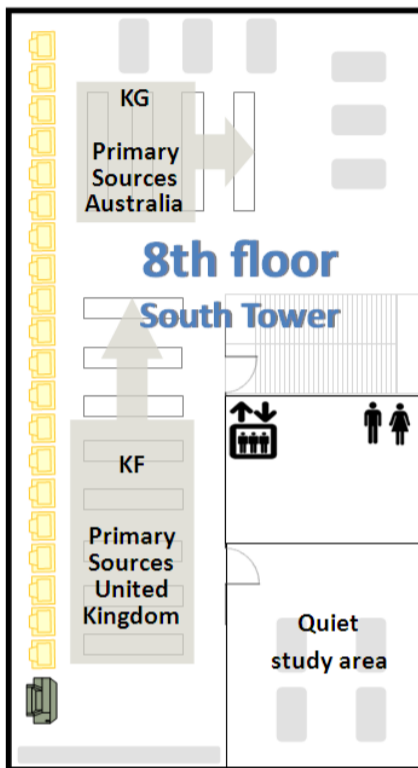 KG
Primary
Sources
Australia
8th floor
South Tower
KF
Primary
Sources
United
Kingdom
Quiet
study area